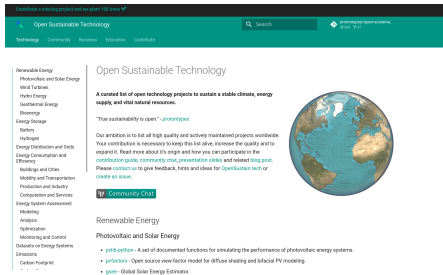 Contribute a missing project and we plant 100 trees
Open Sustainable Technology
Search
protontypes/open-sustaina...
Technology Community Business Education Contribute
Renewable Energy
Photovoltaic and Solar Energy
Wind Turbines
Hydro Energy
Geothermal Energy
Bioenergy
Energy Storage
Battery
Hydrogen
Energy Distribution and Grids
Energy Consumption and
Efficiency
Buildings and Cities
Mobility and Transportation
Production and Industry
Computation and Services
Energy System Assessment
Modeling
Analysis
Optimization
Monitoring and Control
Datasets on Energy Systems
Emissions
Carbon Footprint
Open Sustainable Technology
A curated list of open technology projects to sustain a stable climate, energy
supply, and vital natural resources.
"True sustainabilty is open." - protontypes
Our ambition is to list all high quality and actively maintained projects worldwide.
Your contribution is necessary to keep this list alive, increase the quality and to
expand it. Read more about it's origin and how you can participate in the
contribution guide, community chat, presentation slides and related blog post.
Please contact us to give feedback, hints and ideas for OpenSustain.tech or
create an issue.
Community Chat
Renewable Energy
Photovoltaic and Solar Energy
• pvlib-python - A set of documented functions for simulating the performance of photovoltaic energy systems.
• pvfactors - Open source view-factor model for diffuse shading and bifacial PV modeling.
• gsee - Global Solar Energy Estimator.